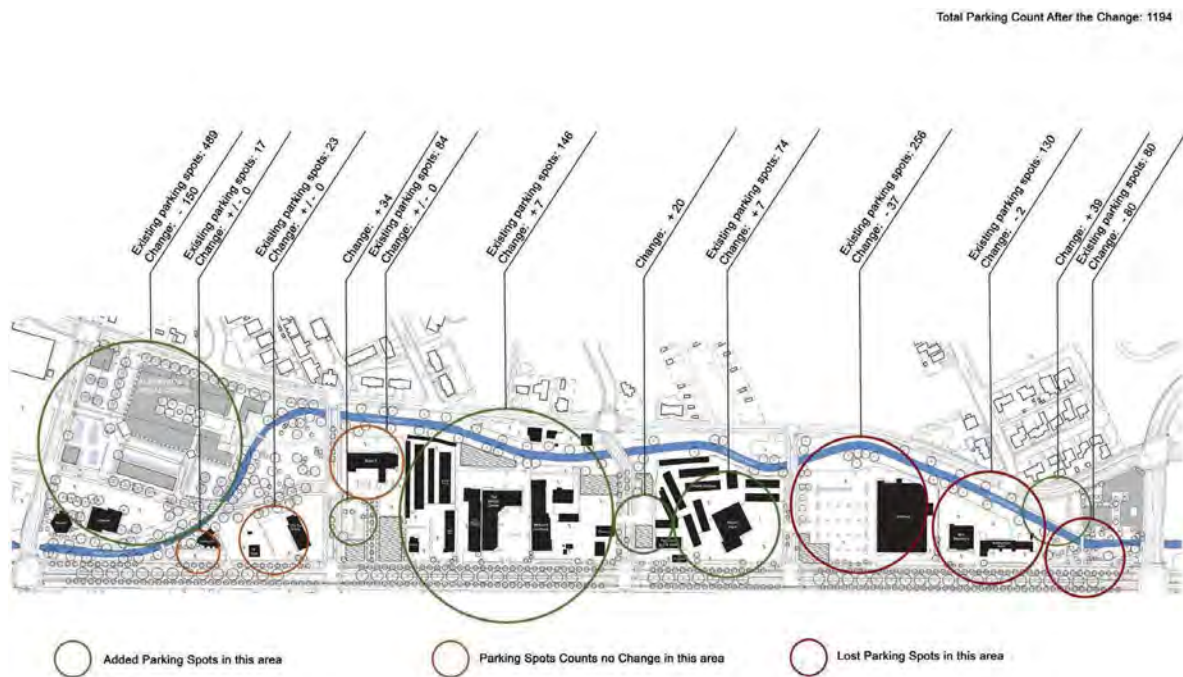 Total Parking Count After the Change: 1194
Existing parking spots: 489
Change: - 150
Existing parking spots: 17
Change: + / - 0
Existing parking spots: 23
Change: + / - 0
Change: + 34
Existing parking spots: 84
Change: + / - 0
Existing parking spots: 146
Change: + 7
Change: + 20
Existing parking spots: 74
Change: + 7
Existing parking spots: 256
Change: - 37
Existing parking spots: 130
Change: - 2
Change: + 39
Existing parking spots: 80
Change: - 80
Added Parking Spots in this area
Parking Spots Counts no Change in this area
Lost Parking Spots in this area